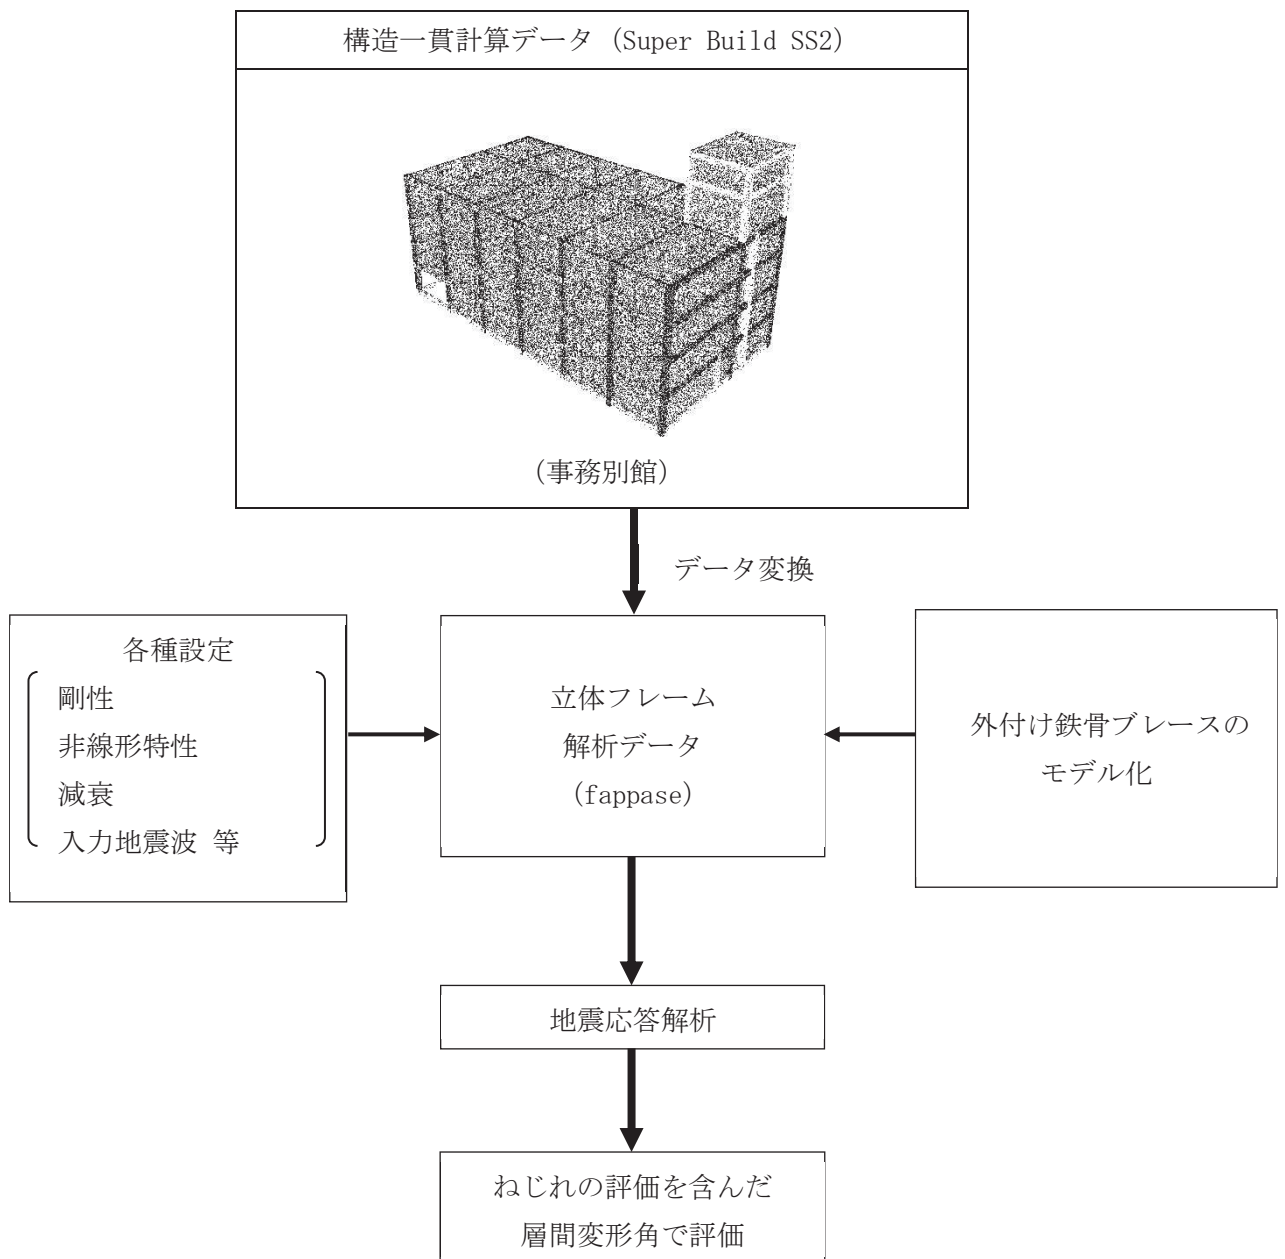 構造一貫計算データ (Super Build SS2)
(事務別館)
データ変換
各種設定
剛性
非線形特性
減衰
入力地震波 等
立体フレーム
解析データ
(fappase)
外付け鉄骨ブレースの
モデル化
地震応答解析
ねじれの評価を含んだ
層間変形角で評価